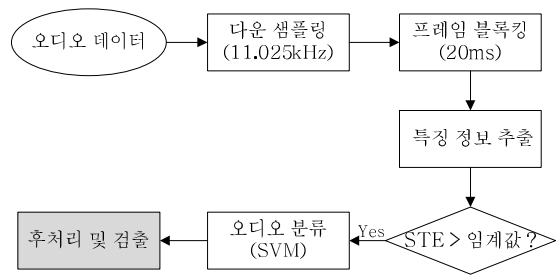 오디오 데이터
다운 샘플링
(11.025kHz)
프레임 블록킹
(20ms)
특징 정보 추출
STE > 임계값 ?
Yes
오디오 분류
(SVM)
후처리 및 검출